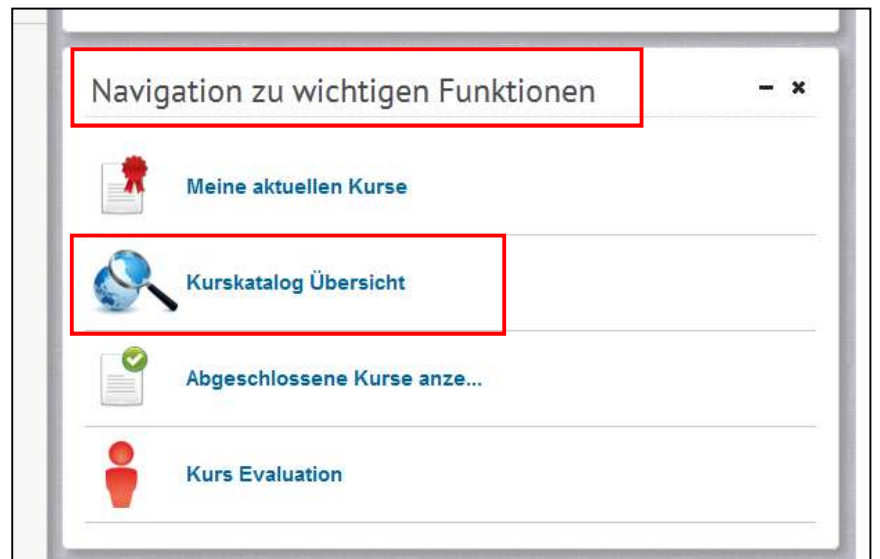 Navigation zu wichtigen Funktionen
Meine aktuellen Kurse
Kurskatalog Übersicht
Abgeschlossene Kurse anze...
Kurs Evaluation